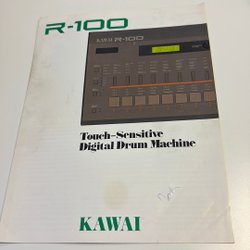 R-100
KAWAI R-100
Touch-Sensitive
Digital Drum Machine
KAWAI